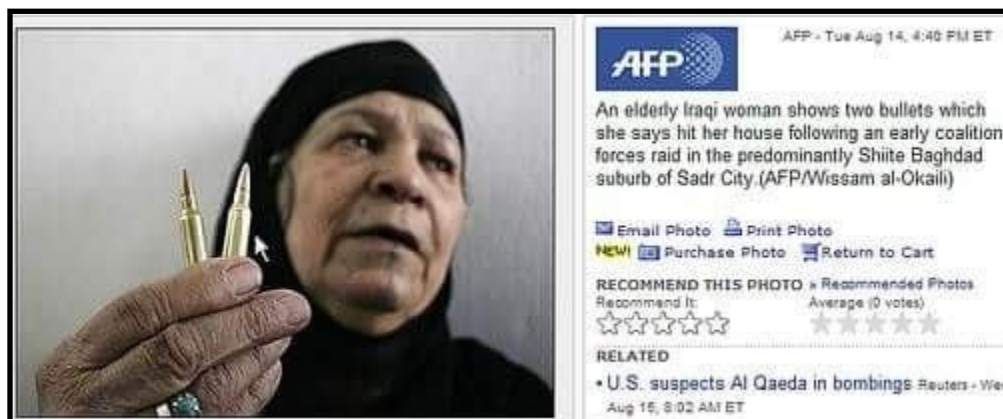 AFP
AFP - Tue Aug 14, 4:40 PM ET
An elderly Iraqi woman shows two bullets which
she says hit her house following an early coalition
forces raid in the predominantly Shiite Baghdad
suburb of Sadr City.(AFP/Wissam al-Okaili)
Email Photo Print Photo
NEW! Purchase Photo Return to Cart
RECOMMEND THIS PHOTO » Recommended Photos
Recommend It: Average (0 votes)
RELATED
• U.S. suspects Al Qaeda in bombings Reuters - We
Aug 15, 8:02 AM ET